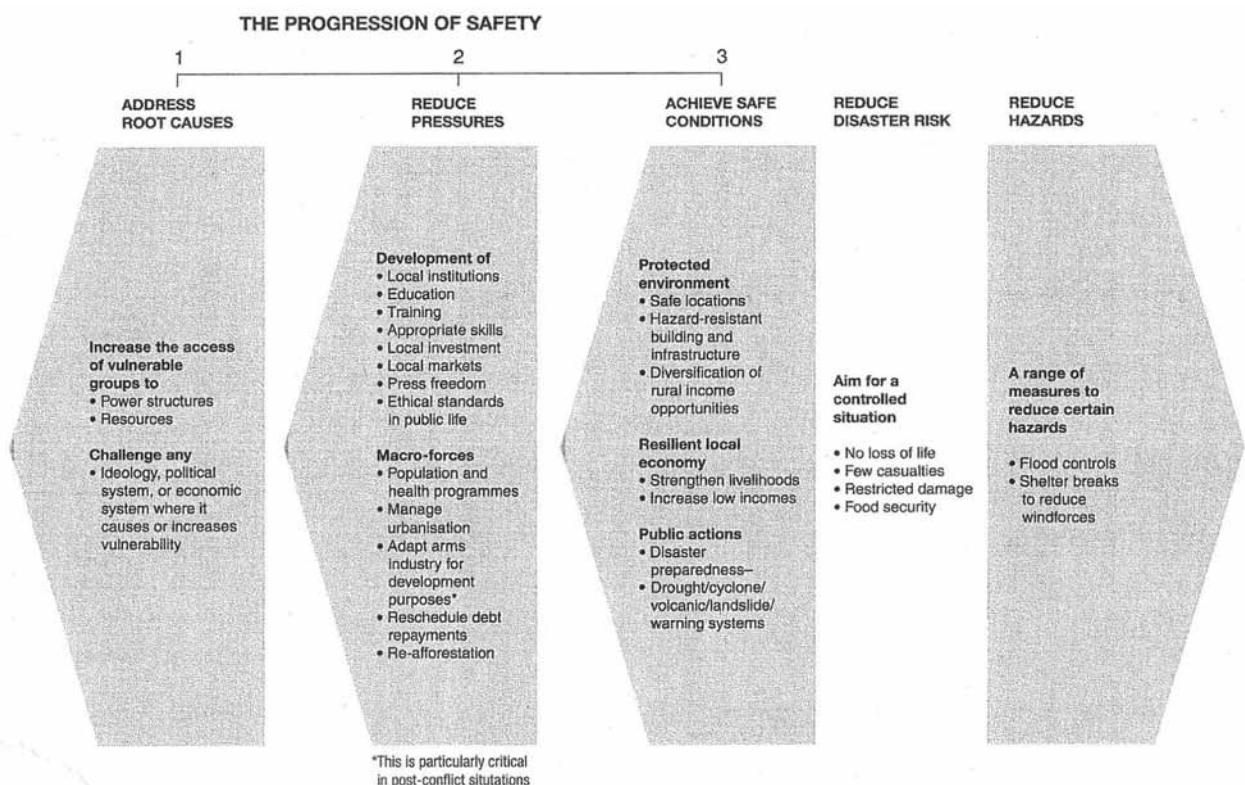 THE PROGRESSION OF SAFETY
1
2
3
ADDRESS
ROOT CAUSES
REDUCE
PRESSURES
ACHIEVE SAFE
CONDITIONS
REDUCE
DISASTER RISK
REDUCE
HAZARDS
Increase the access
of vulnerable
groups to
• Power structures
• Resources
Challenge any
• Ideology, political
system, or economic
system where it
causes or increases
vulnerability
Development of
• Local institutions
• Education
• Training
• Appropriate skills
• Local investment
• Local markets
• Press freedom
• Ethical standards
in public life
Macro-forces
• Population and
health programmes
• Manage
urbanisation
• Adapt arms
industry for
development
purposes*
• Reschedule debt
repayments
• Re-afforestation
*This is particularly critical
in post-conflict situtations
Protected
environment
• Safe locations
• Hazard-resistant
building and
infrastructure
• Diversification of
rural income
opportunities
Resilient local
economy
• Strengthen livelihoods
• Increase low incomes
Public actions
• Disaster
preparedness–
• Drought/cyclone/
volcanic/landslide/
warning systems
Aim for a
controlled
situation
• No loss of life
• Few casualties
• Restricted damage
• Food security
A range of
measures to
reduce certain
hazards
• Flood controls
• Shelter breaks
to reduce
windforces